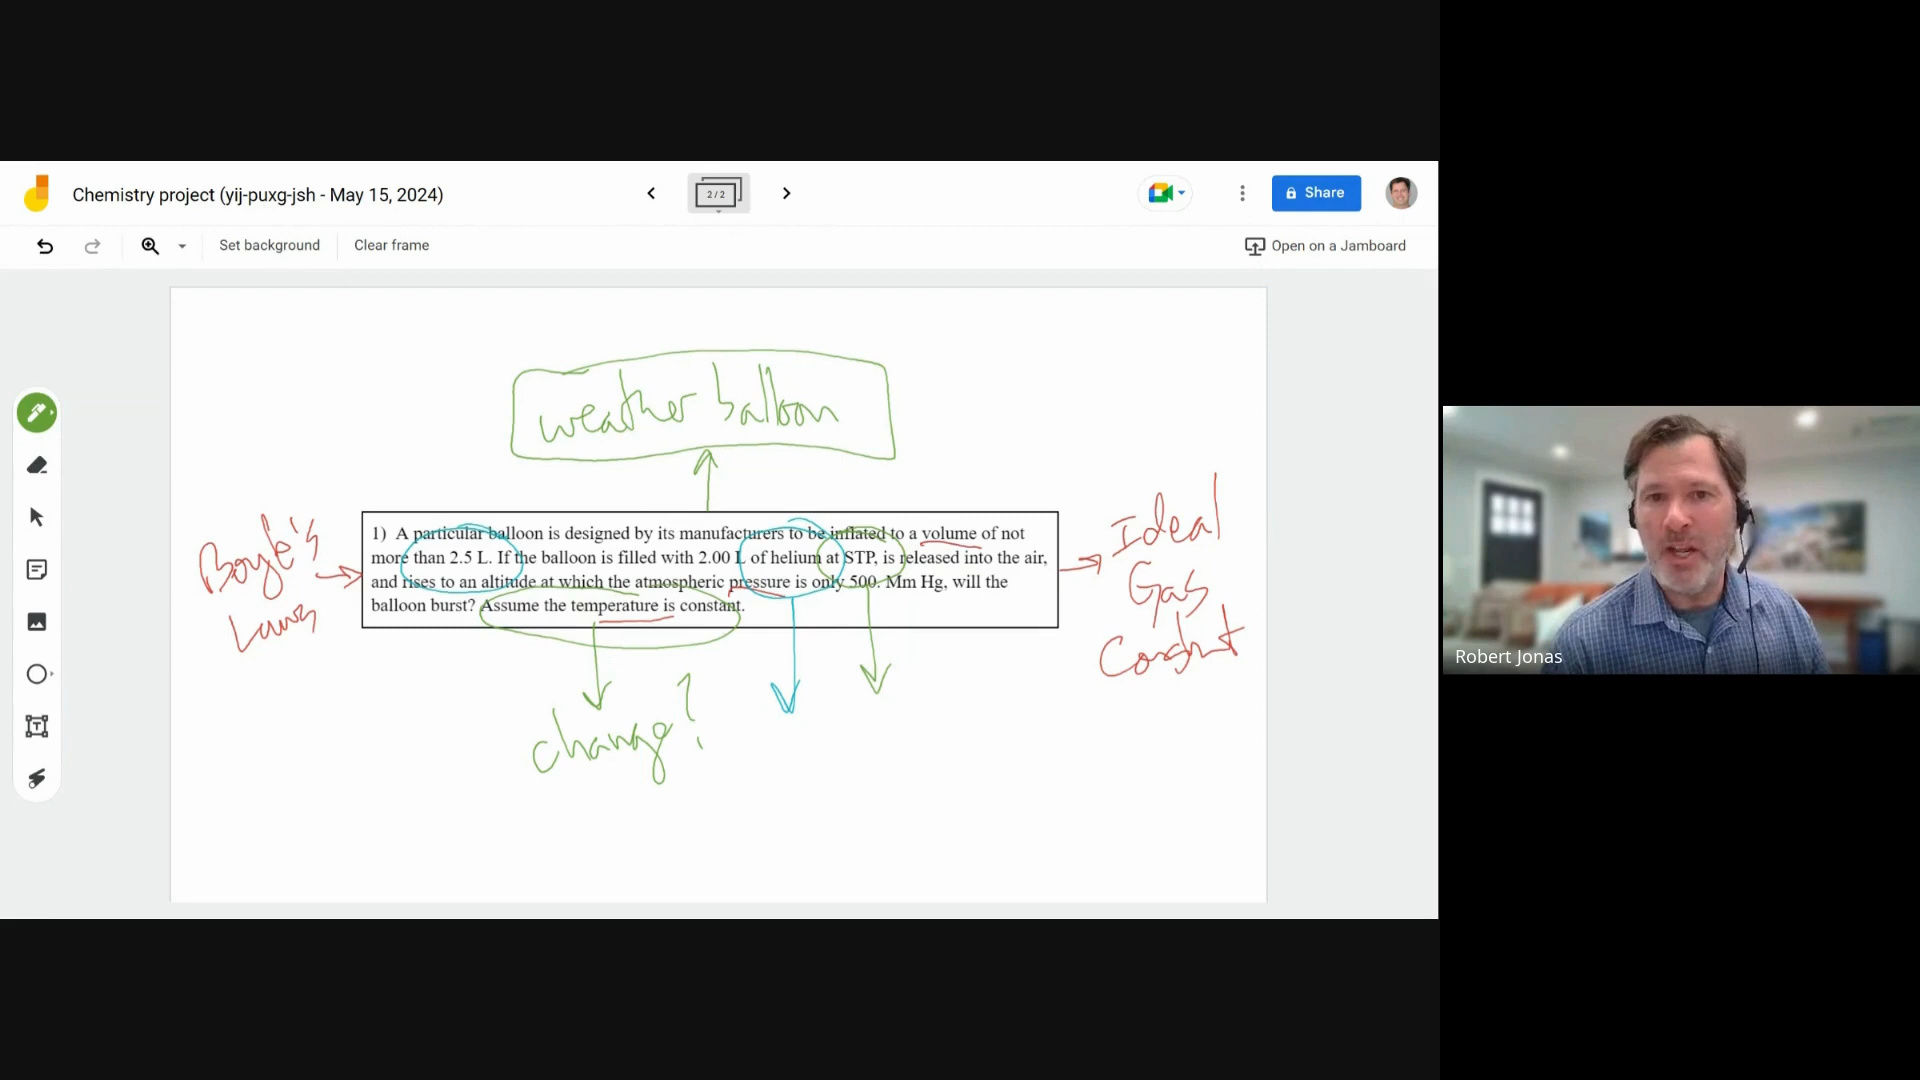 Chemistry project (yij-puxg-jsh - May 15, 2024)
2 / 2
Share
Set background
Clear frame
Open on a Jamboard
weather balloon
1) A particular balloon is designed by its manufacturers to be inflated to a volume of not
more than 2.5 L. If the balloon is filled with 2.00 L of helium at STP, is released into the air,
and rises to an altitude at which the atmospheric pressure is only 500. Mm Hg, will the
balloon burst? Assume the temperature is constant.
Boyle's
Laws
Ideal
Gas
change?
Robert Jonas